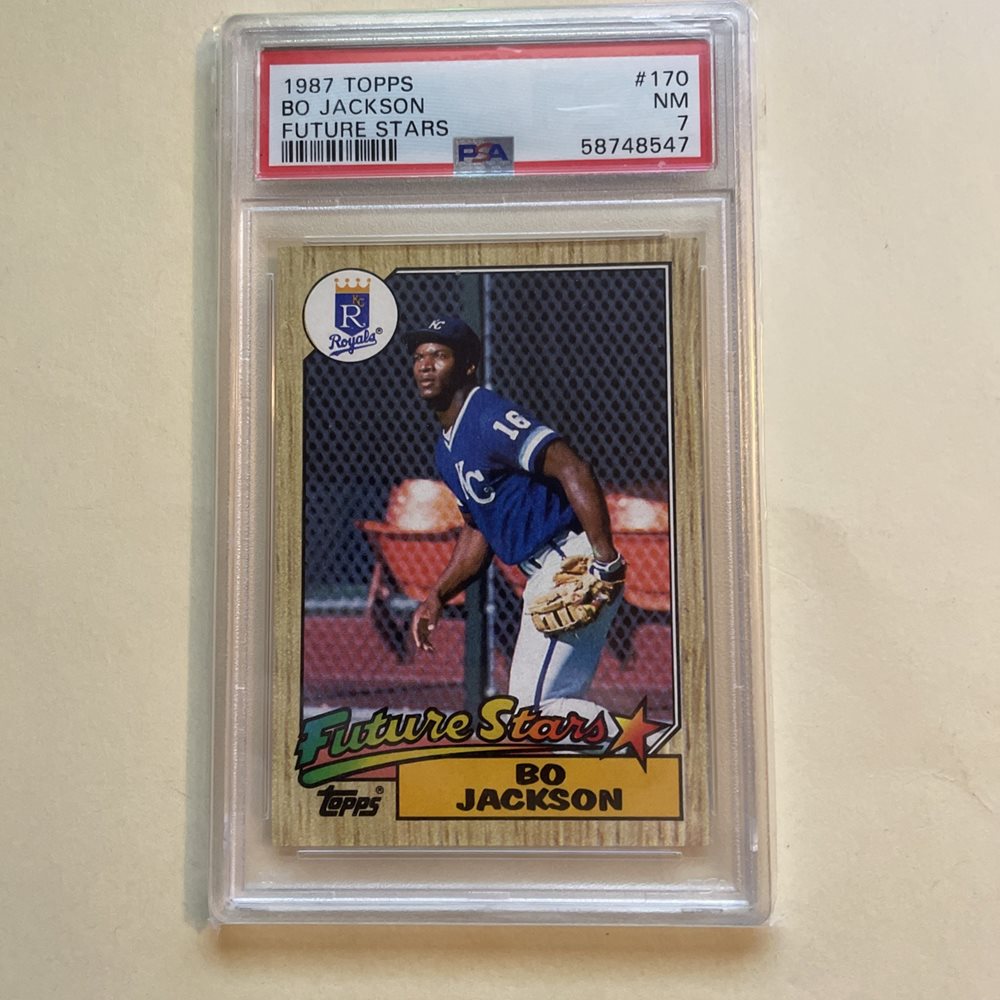 1987 TOPPS #170
BO JACKSON NM
FUTURE STARS 7
PSA 58748547
KC
R
Royals®
KC
16
KC
Future Stars
Topps®
BO
JACKSON